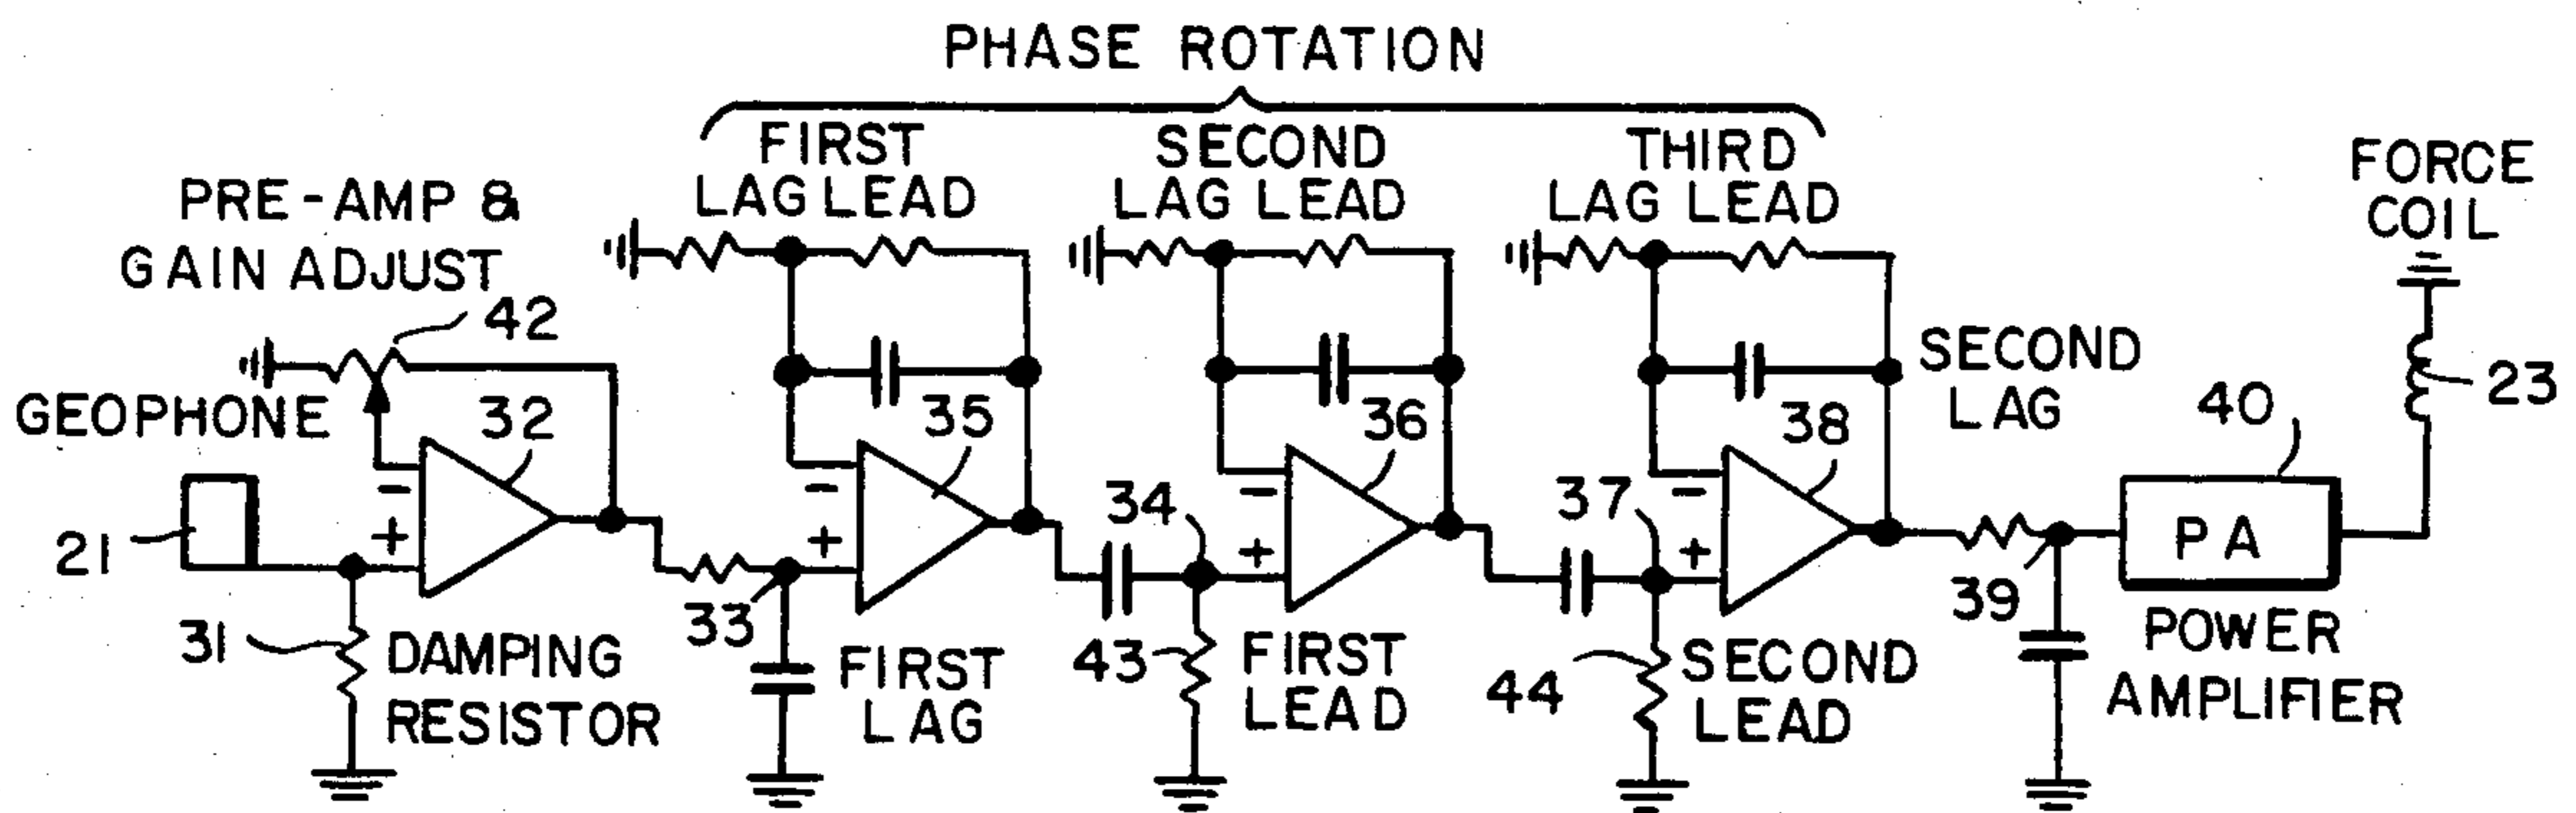 PHASE ROTATION
FIRST
LAG LEAD
SECOND
LAG LEAD
THIRD
LAG LEAD
FORCE
COIL
PRE-AMP &
GAIN ADJUST
42
GEOPHONE
32
35
36
38
SECOND
LAG
40
23
21
-
+
-
+
34
-
+
37
-
+
PA
31
DAMPING
RESISTOR
33
FIRST
LAG
43
FIRST
LEAD
44
SECOND
LEAD
39
POWER
AMPLIFIER